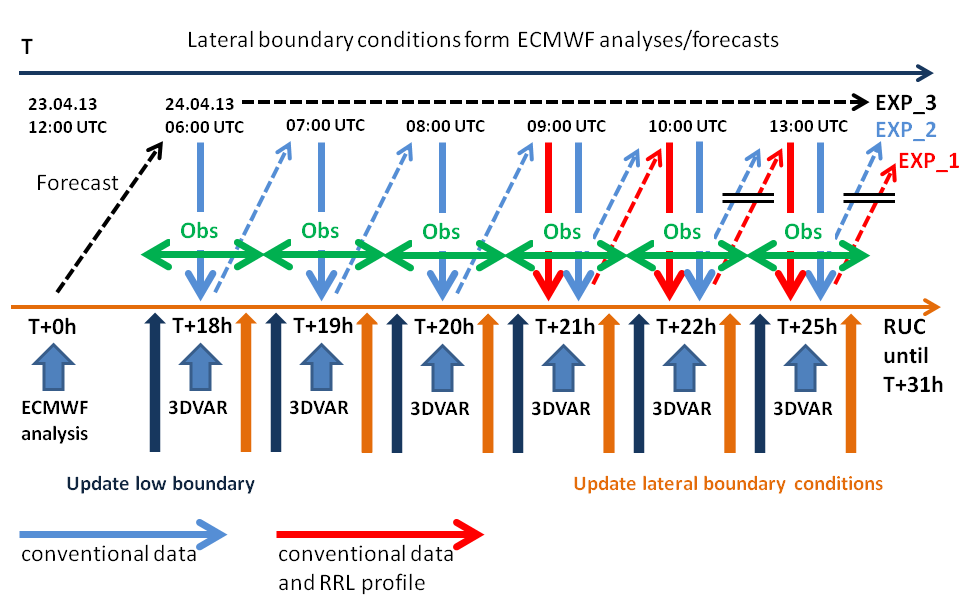 Lateral boundary conditions form ECMWF analyses/forecasts
T
23.04.13
12:00 UTC
24.04.13
06:00 UTC
07:00 UTC
08:00 UTC
09:00 UTC
10:00 UTC
13:00 UTC
EXP_3
EXP_2
EXP_1
Forecast
Obs
Obs
Obs
Obs
Obs
Obs
T+0h
T+18h
T+19h
T+20h
T+21h
T+22h
T+25h
RUC
until
T+31h
ECMWF
analysis
3DVAR
3DVAR
3DVAR
3DVAR
3DVAR
3DVAR
Update low boundary
Update lateral boundary conditions
conventional data
conventional data
and RRL profile